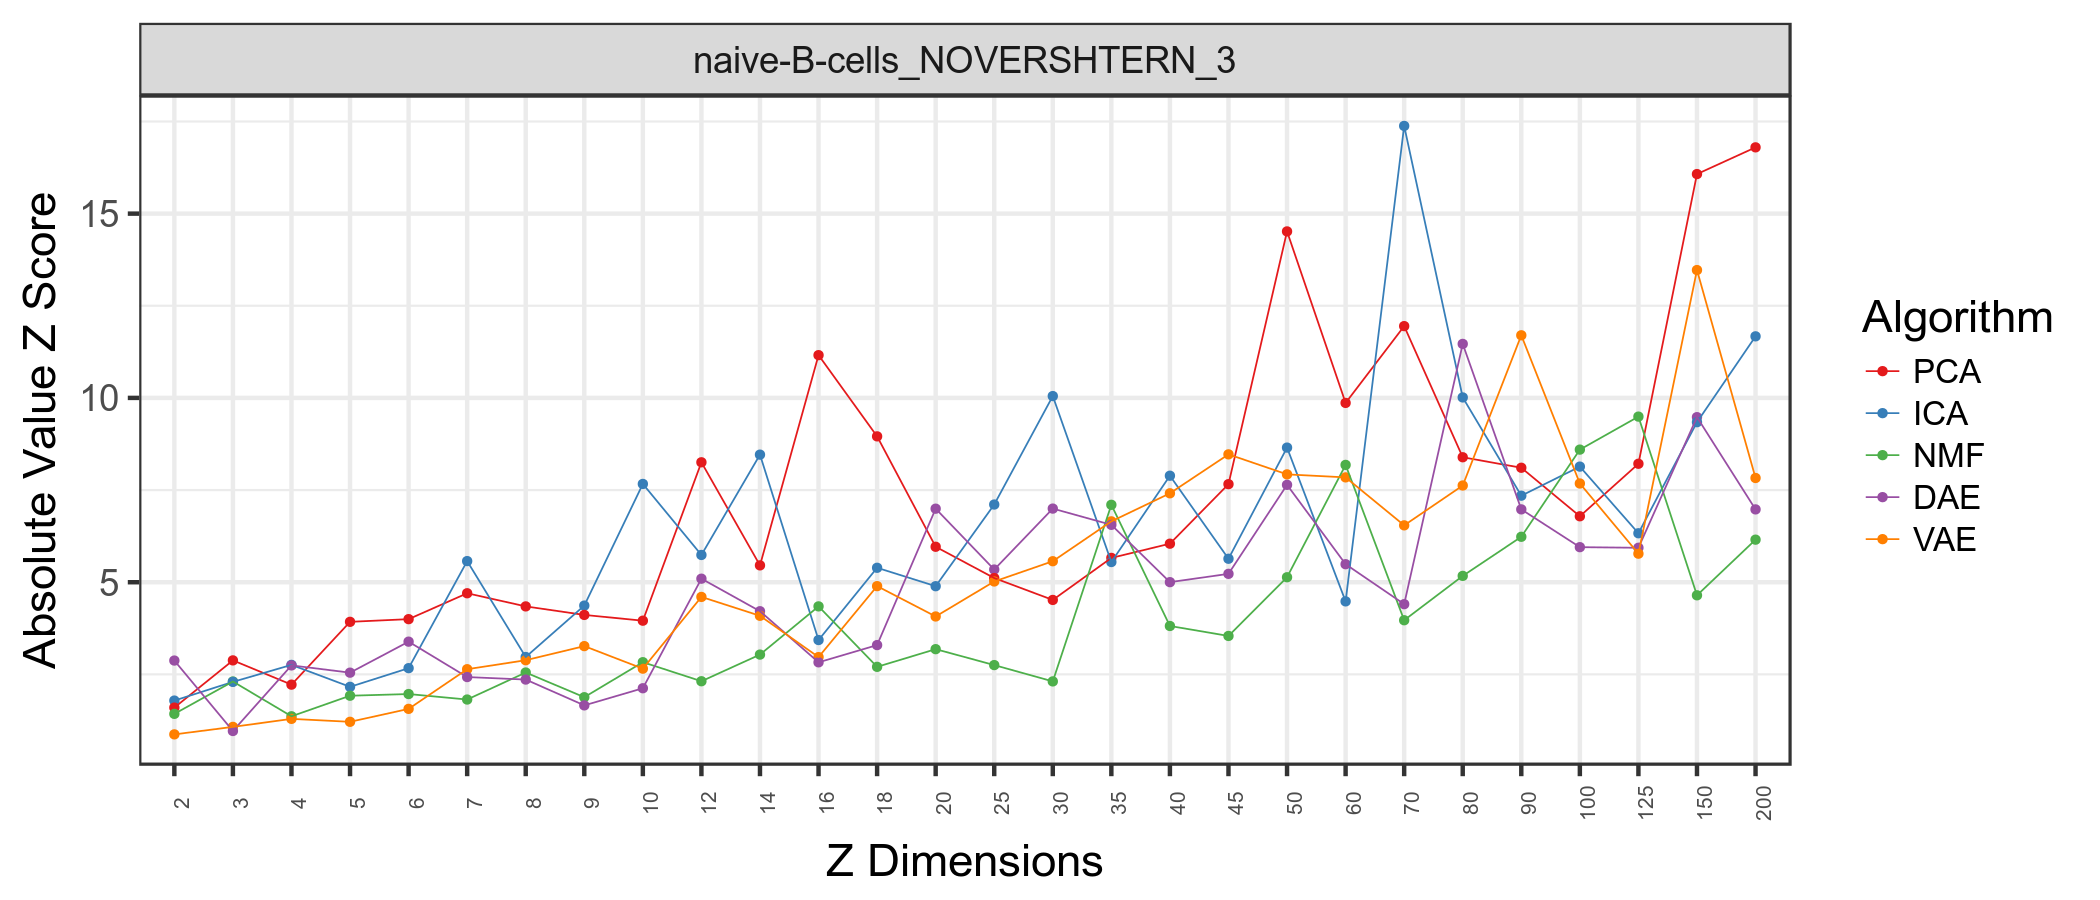 naive-B-cells_NOVERSHTERN_3
Absolute Value Z Score
15
10
5
2 3 4 5 6 7 8 9 10 12 14 16 18 20 25 30 35 40 45 50 60 70 80 90 100 125 150 200
Z Dimensions
Algorithm
PCA
ICA
NMF
DAE
VAE